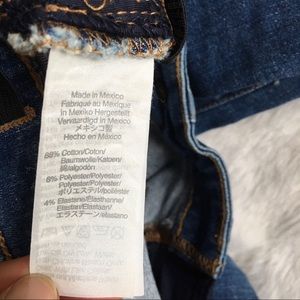 Made in Mexico
Fabriqué au Mexique
In Mexiko Hergestellt
Vervaardigd in Mexico
メキシコ製
Hecho en México
88% Cotton/Coton/
Baumwolle/Katoen/
綿/algodón
8% Polyester/Polyester/
Polyester/Polyester/
ポリエステル/poliéster
4% Elastane/Élasthanne/
Elastan/Elastaan/
エラステーン/elastano